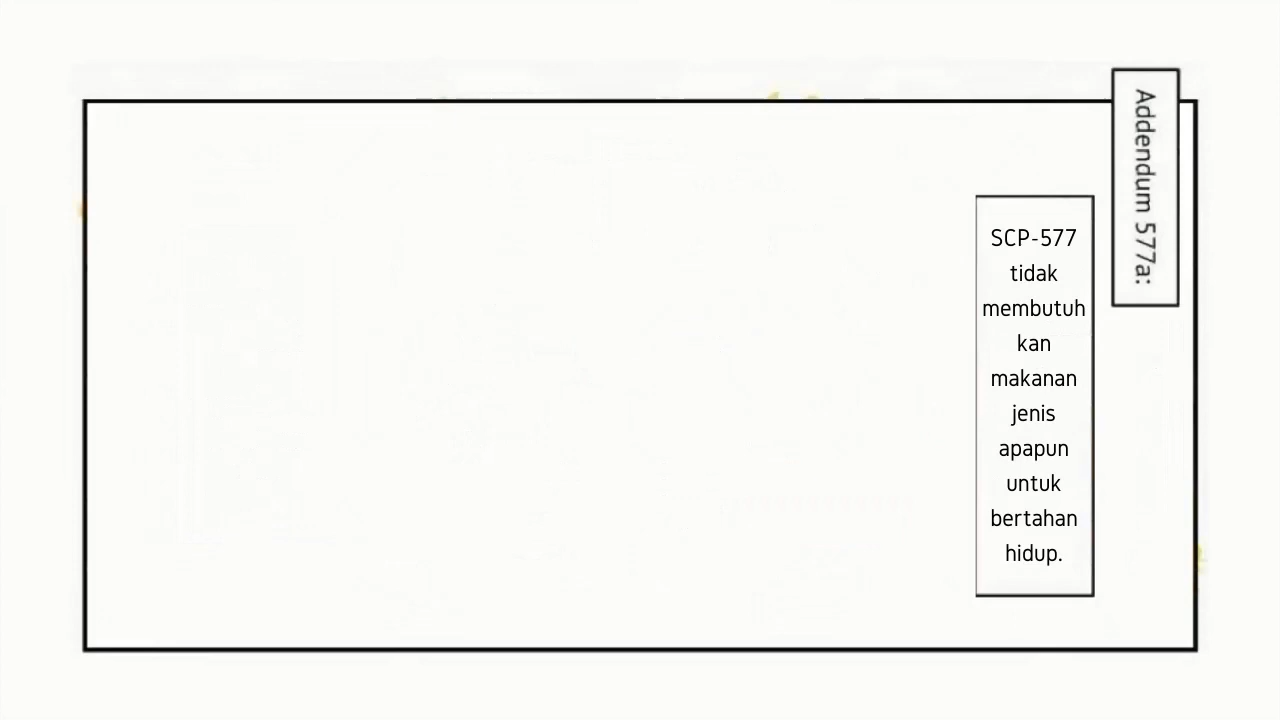 Addendum 577a:
SCP-577
tidak
membutuh
kan
makanan
jenis
apapun
untuk
bertahan
hidup.